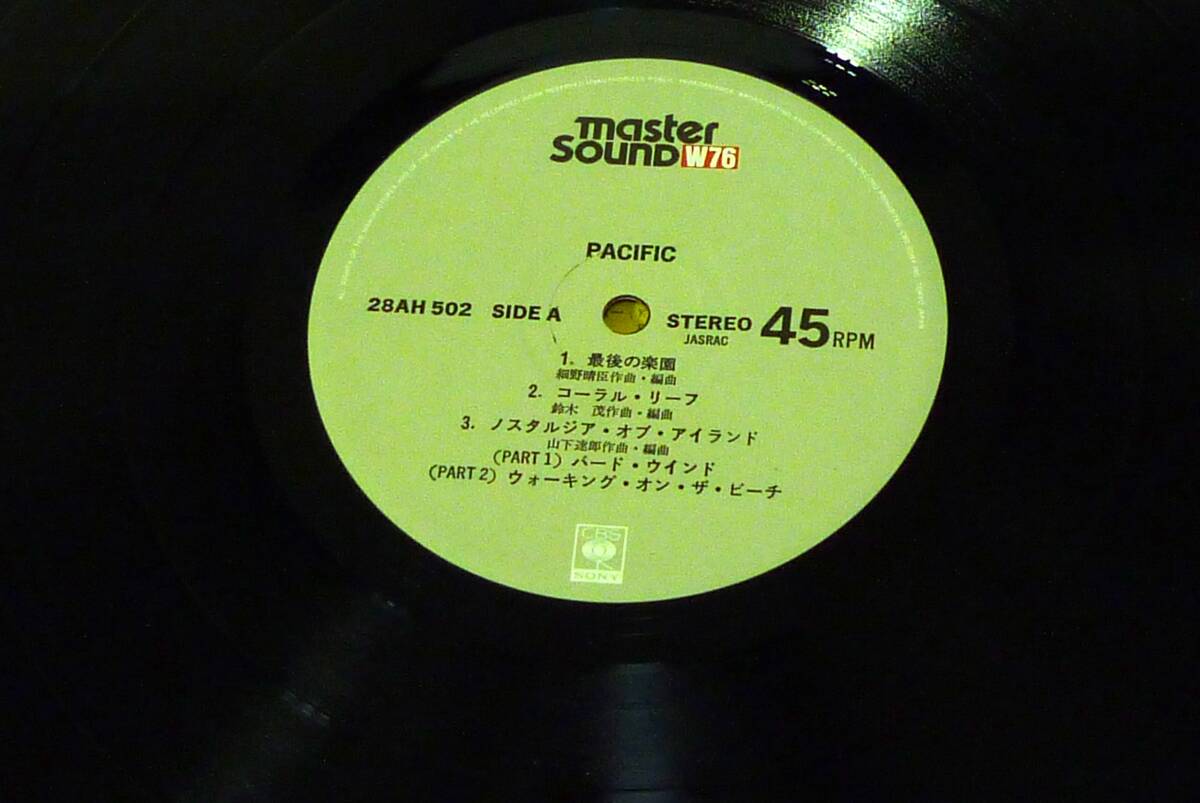 master
SOUND W76
PACIFIC
28AH 502 SIDE A
STEREO 45 RPM
JASRAC
1. 最後の楽園
細野晴臣作曲・編曲
2. コーラル・リーフ
鈴木 茂作曲・編曲
3. ノスタルジア・オブ・アイランド
山下達郎作曲・編曲
(PART 1) バード・ウインド
(PART 2) ウォーキング・オン・ザ・ビーチ
CBS
SONY